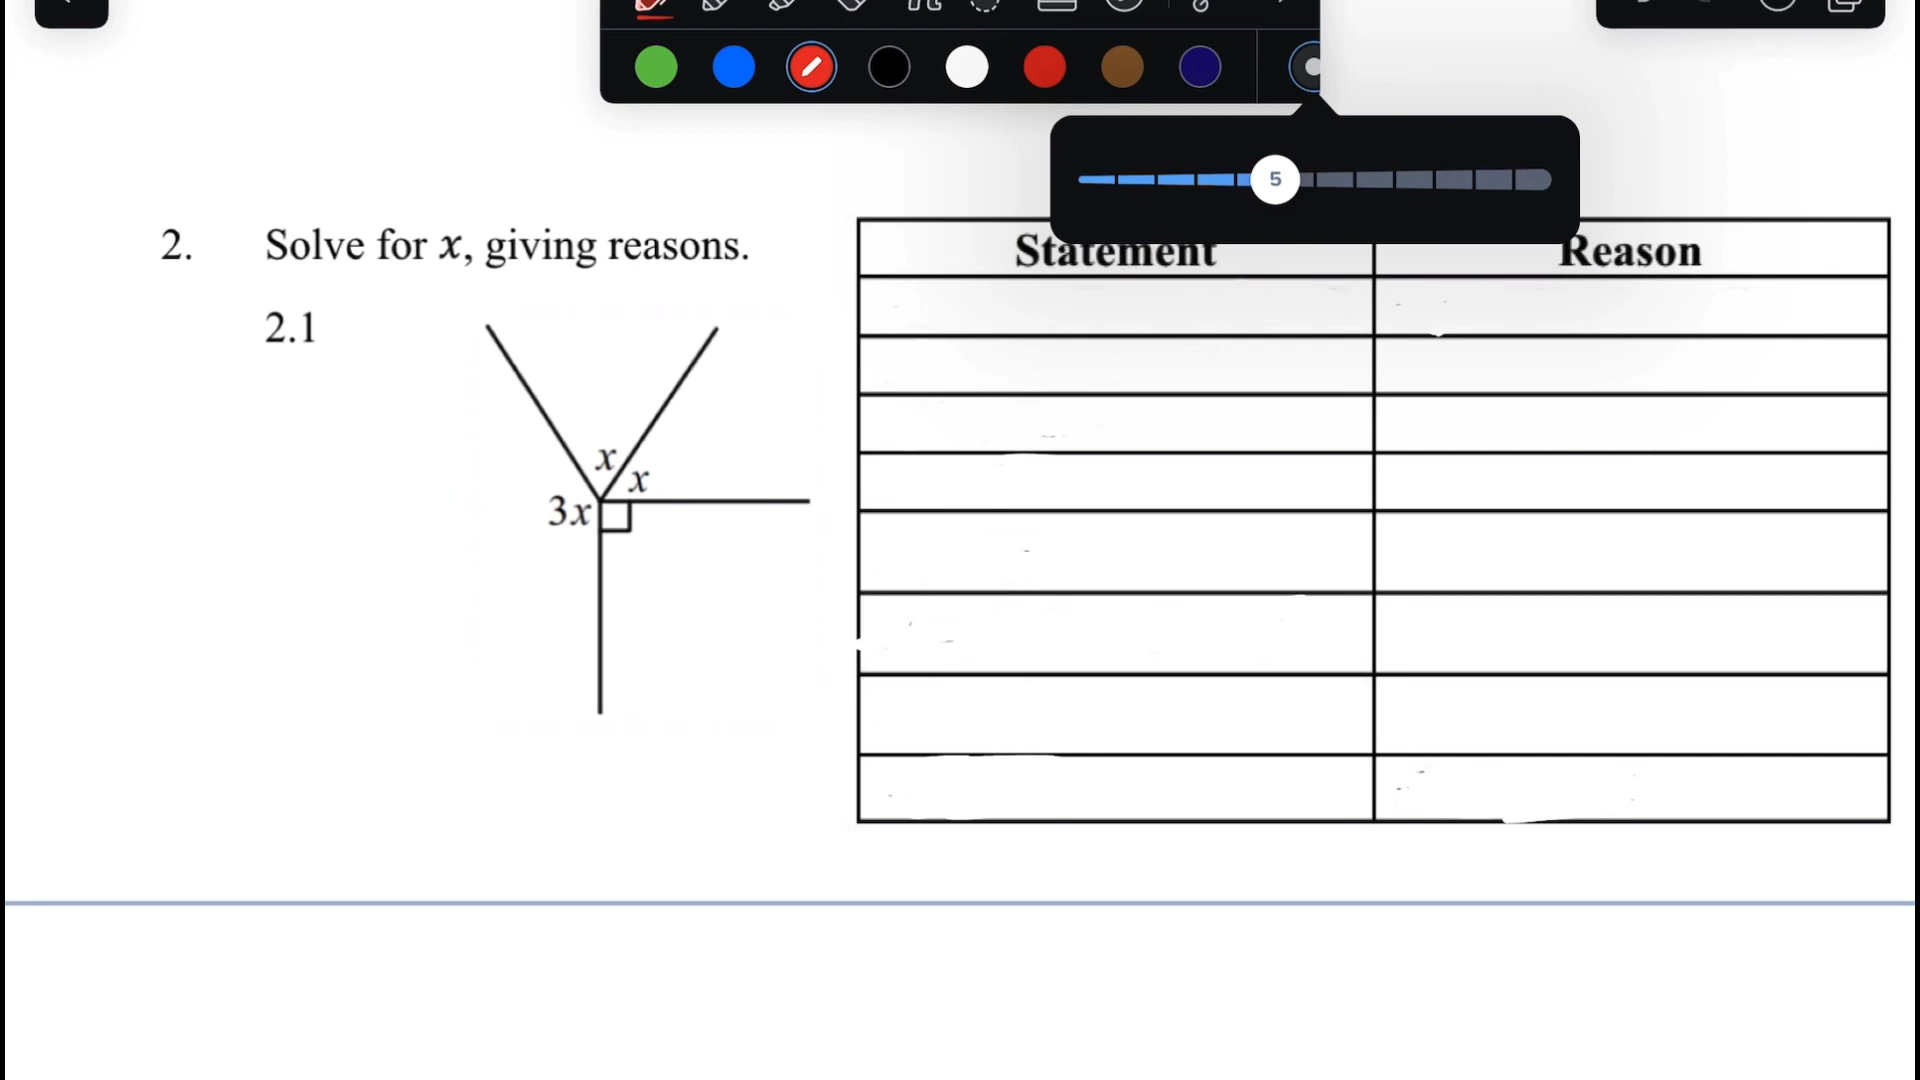 5
2. Solve for x, giving reasons.
Statement Reason
2.1
x
x
3x